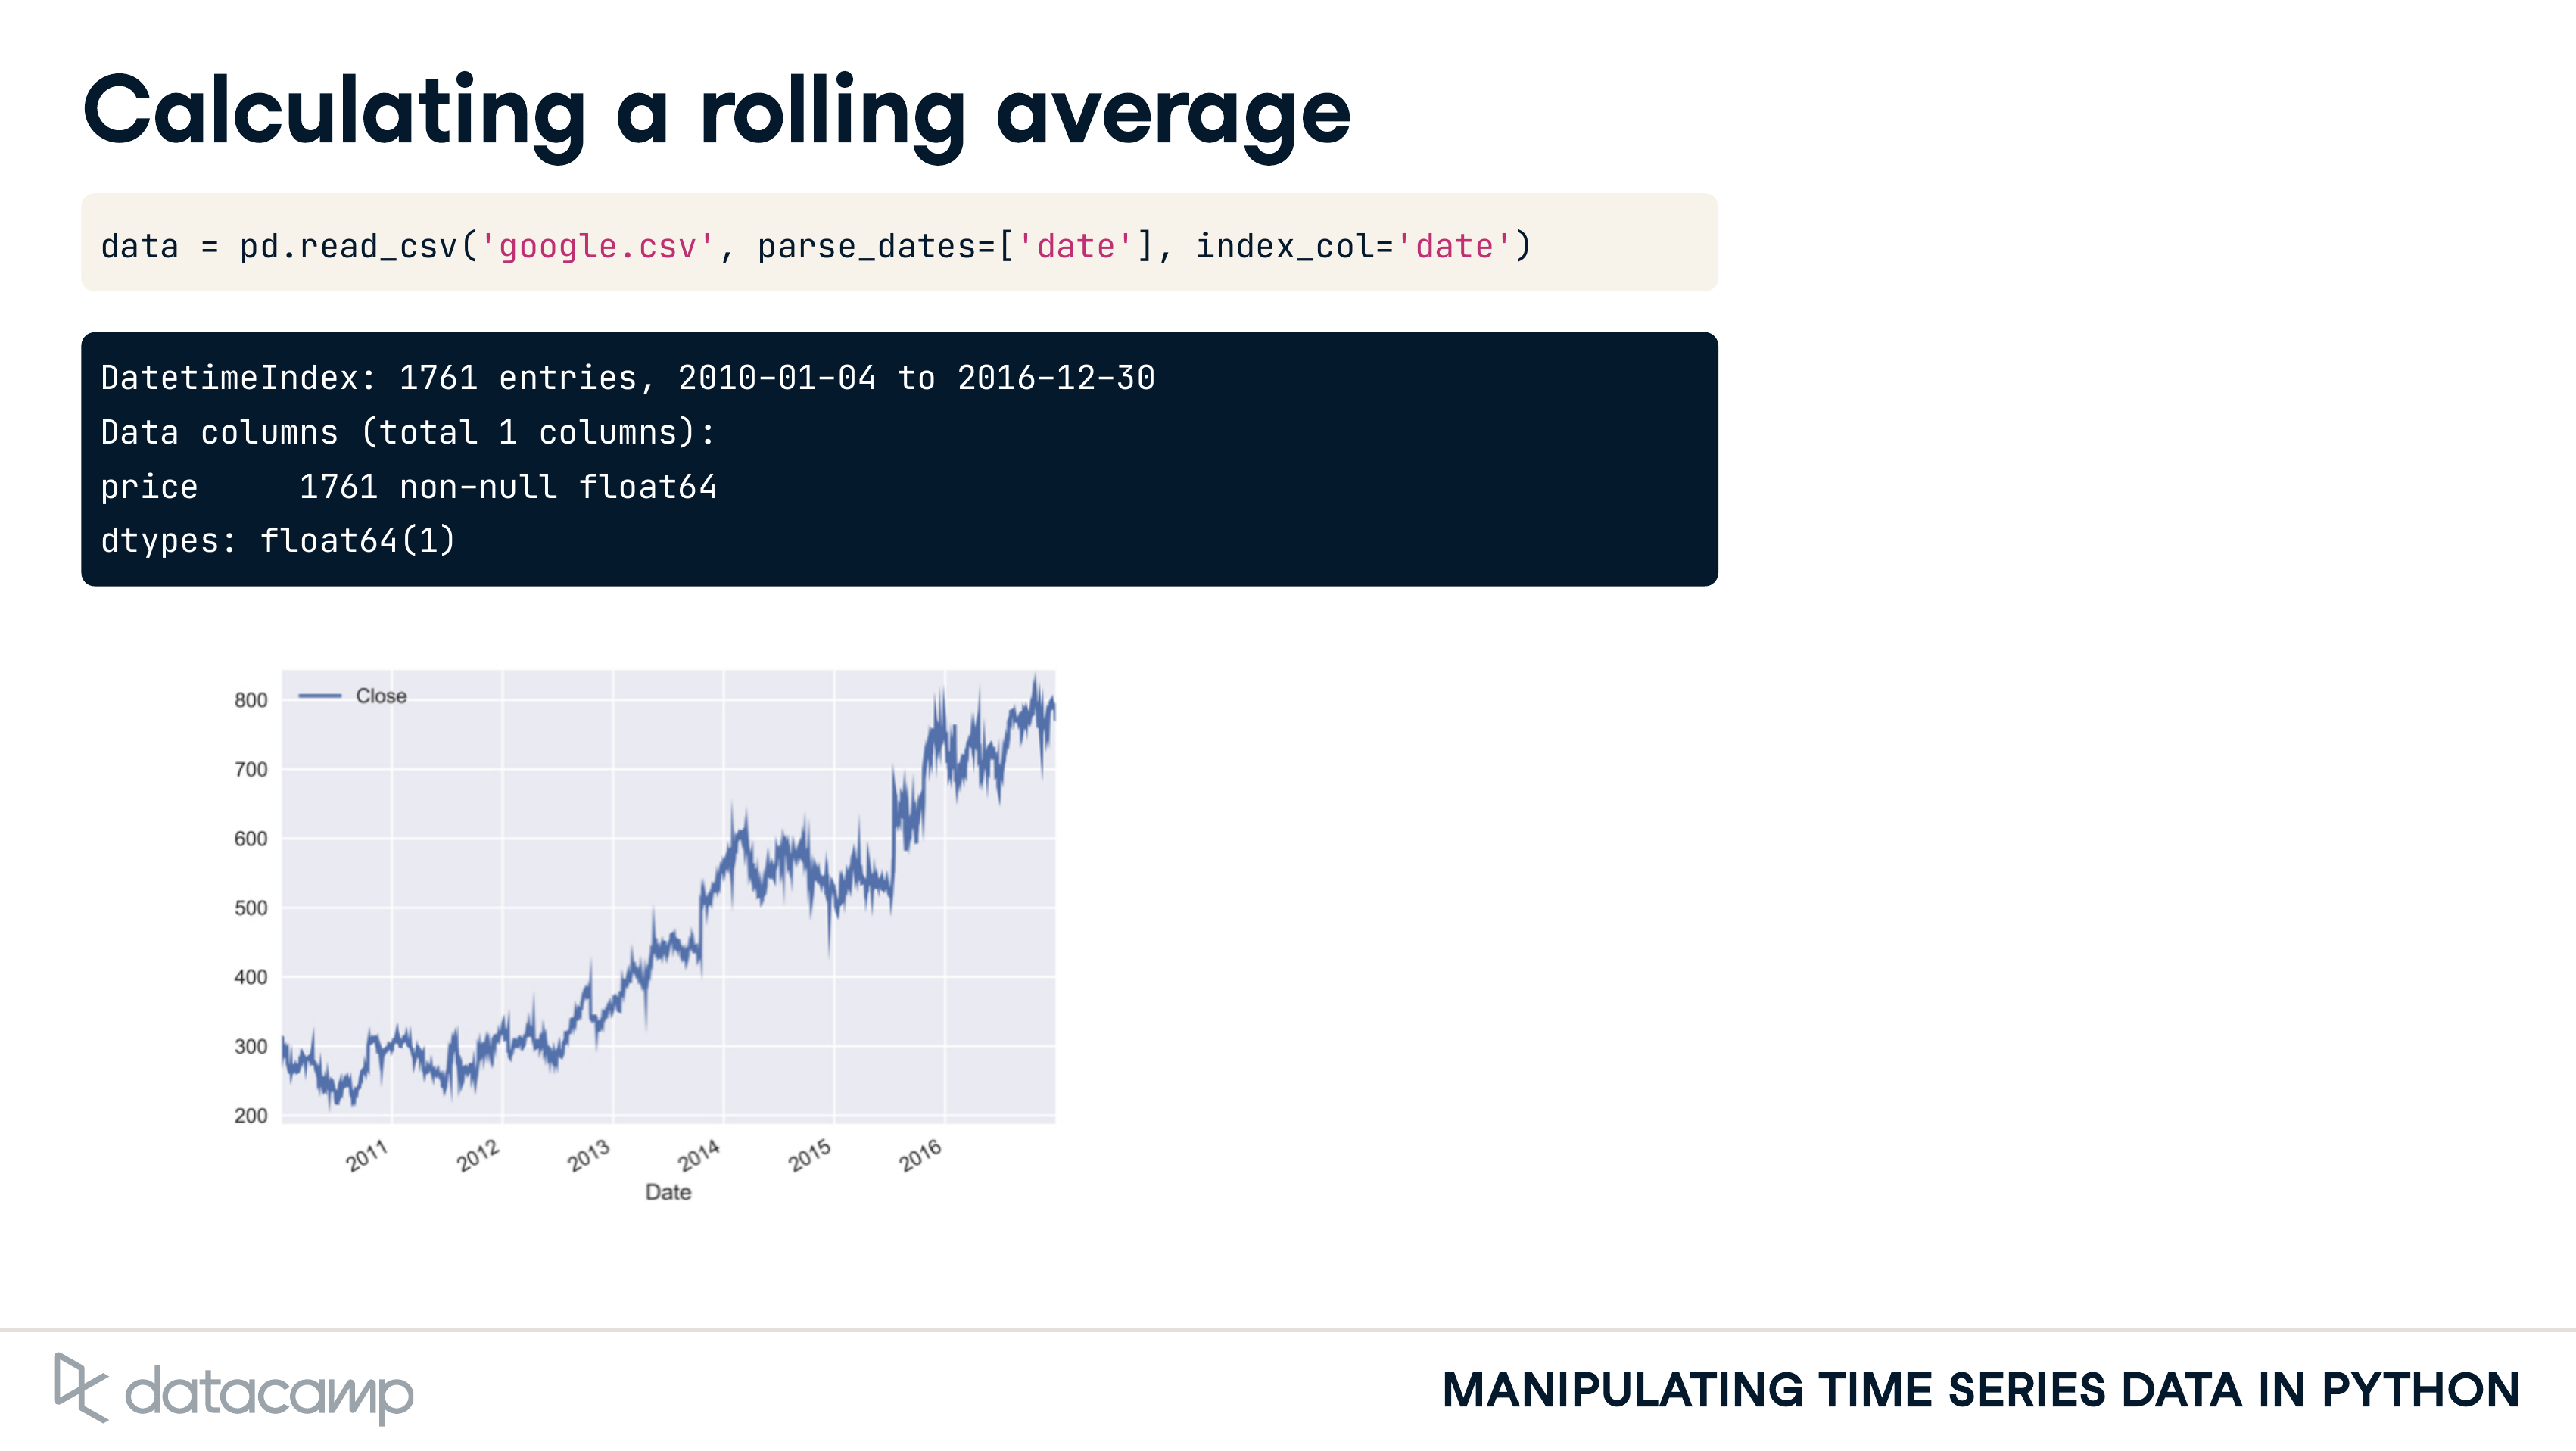 Calculating a rolling average
data = pd.read_csv('google.csv', parse_dates=['date'], index_col='date')
DatetimeIndex: 1761 entries, 2010-01-04 to 2016-12-30
Data columns (total 1 columns):
price     1761 non-null float64
dtypes: float64(1)
Close
800
700
600
500
400
300
200
2011 2012 2013 2014 2015 2016
Date
datacamp
MANIPULATING TIME SERIES DATA IN PYTHON